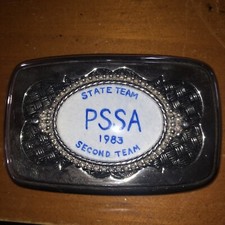 STATE TEAM
PSSA
1983
SECOND TEAM